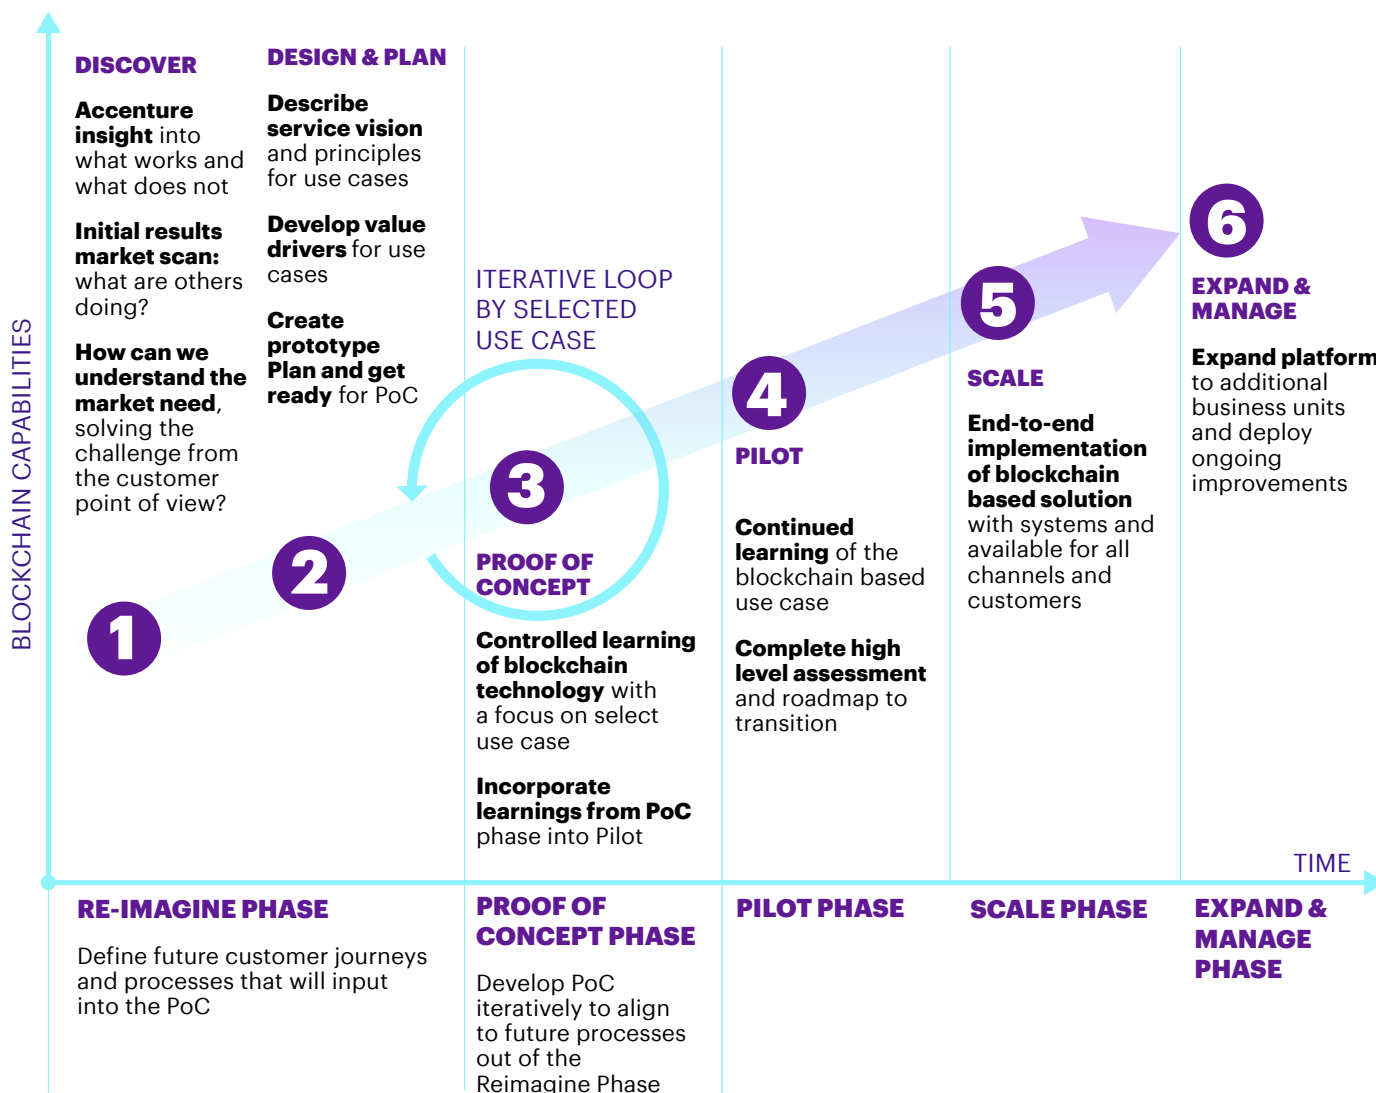 BLOCKCHAIN CAPABILITIES
DISCOVER
Accenture
insight into
what works and
what does not
Initial results
market scan:
what are others
doing?
How can we
understand the
market need,
solving the
challenge from
the customer
point of view?
1
DESIGN & PLAN
Describe
service vision
and principles
for use cases
Develop value
drivers for use
cases
Create
prototype
Plan and get
ready for PoC
2
ITERATIVE LOOP
BY SELECTED
USE CASE
3
PROOF OF
CONCEPT
Controlled learning
of blockchain
technology with
a focus on select
use case
Incorporate
learnings from PoC
phase into Pilot
4
PILOT
Continued
learning of the
blockchain based
use case
Complete high
level assessment
and roadmap to
transition
5
SCALE
End-to-end
implementation
of blockchain
based solution
with systems and
available for all
channels and
customers
6
EXPAND &
MANAGE
Expand platform
to additional
business units
and deploy
ongoing
improvements
TIME
RE-IMAGINE PHASE
Define future customer journeys
and processes that will input
into the PoC
PROOF OF
CONCEPT PHASE
Develop PoC
iteratively to align
to future processes
out of the
Reimagine Phase
PILOT PHASE
SCALE PHASE
EXPAND &
MANAGE
PHASE